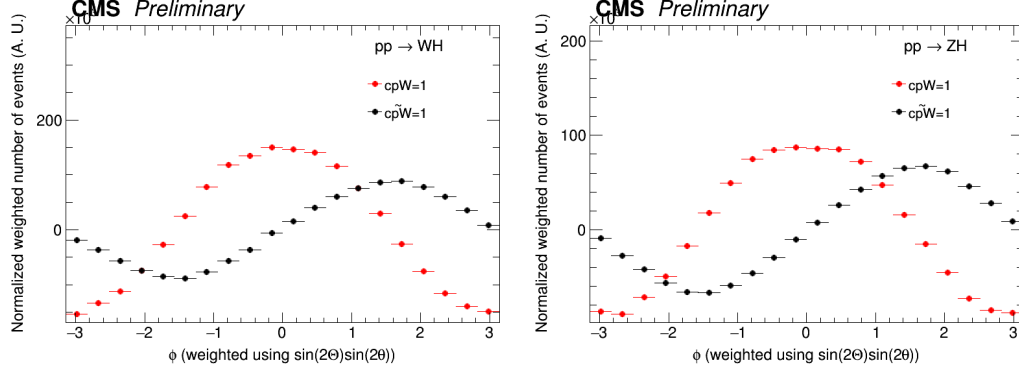 CMS Preliminary
×10
pp → WH
cpW=1
cp̃W=1
200
0
−3 −2 −1 0 1 2 3
ϕ (weighted using sin(2Θ)sin(2θ))
Normalized weighted number of events (A. U.)
CMS Preliminary
×10
pp → ZH
cpW=1
cp̃W=1
200
100
0
−3 −2 −1 0 1 2 3
ϕ (weighted using sin(2Θ)sin(2θ))
Normalized weighted number of events (A. U.)